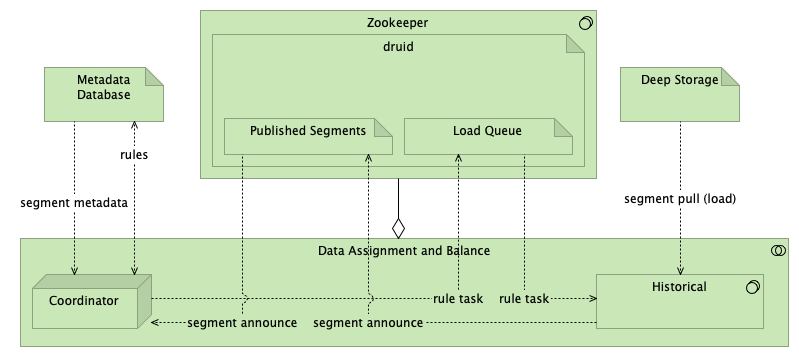 Zookeeper
druid
Metadata
Database
Deep Storage
Published Segments
Load Queue
rules
segment metadata
segment pull (load)
Data Assignment and Balance
Coordinator
Historical
rule task
rule task
segment announce
segment announce